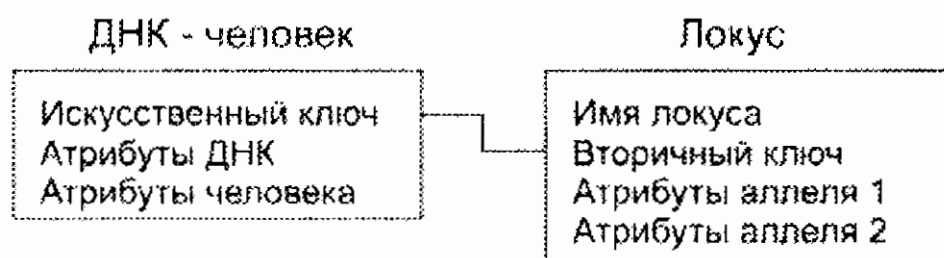 ДНК - человек
Локус
Искусственный ключ
Атрибуты ДНК
Атрибуты человека
Имя локуса
Вторичный ключ
Атрибуты аллеля 1
Атрибуты аллеля 2